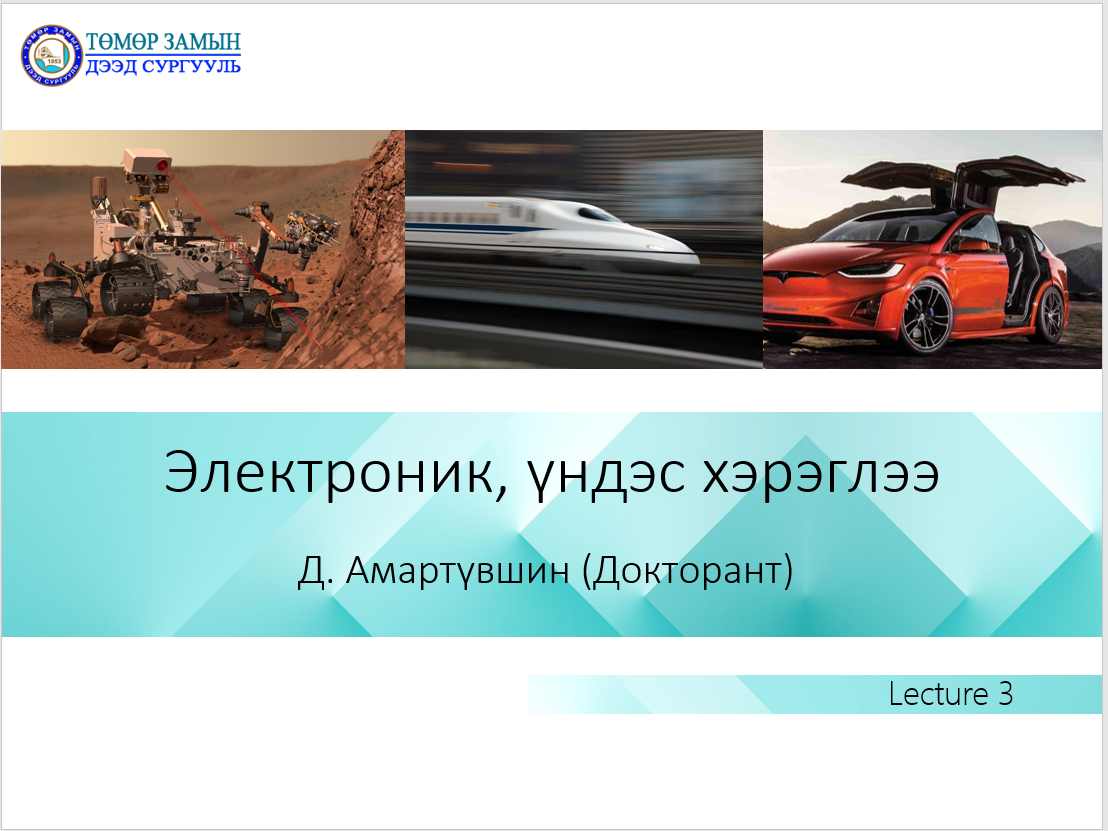 ТӨМӨР ЗАМЫН
ДЭЭД СУРГУУЛЬ
ТӨМӨР ЗАМЫН
1953
ДЭЭД СУРГУУЛЬ
Электроник, үндэс хэрэглээ
Д. Амартүвшин (Докторант)
Lecture 3